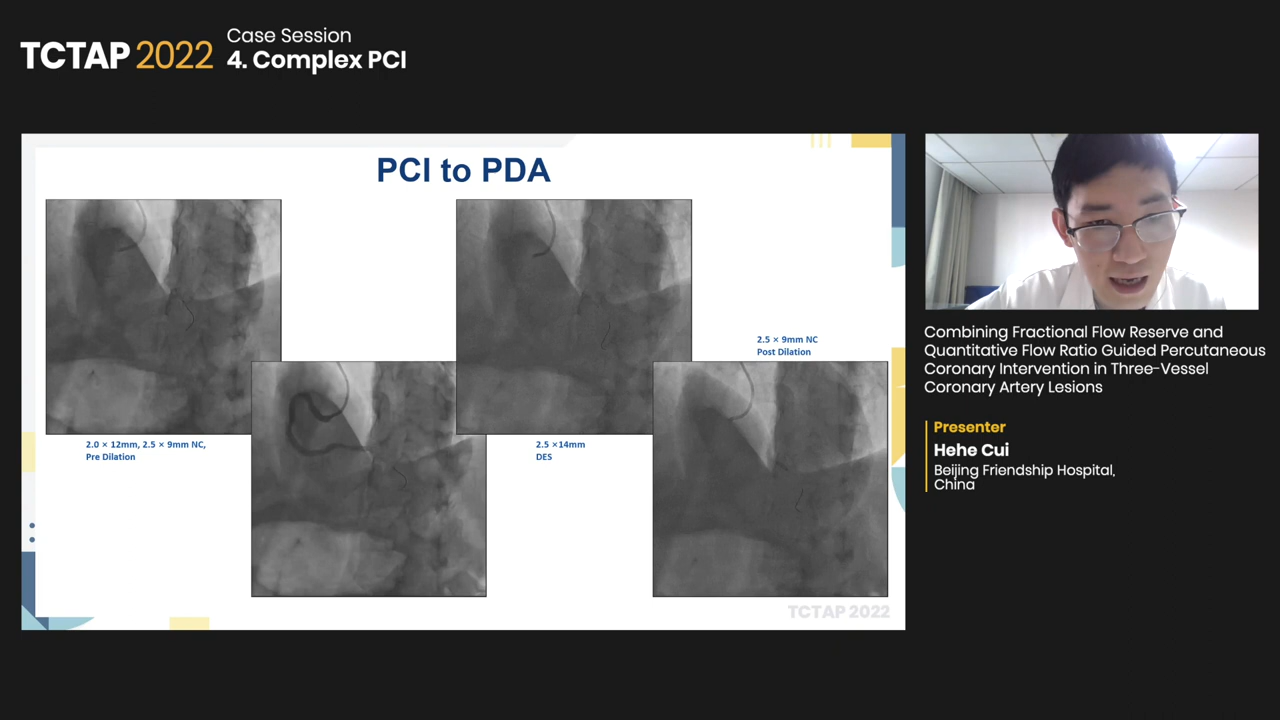 TCTAP 2022
Case Session
4. Complex PCI
PCI to PDA
2.0 × 12mm, 2.5 × 9mm NC,
Pre Dilation
2.5 ×14mm
DES
2.5 × 9mm NC
Post Dilation
TCTAP 2022
Combining Fractional Flow Reserve and
Quantitative Flow Ratio Guided Percutaneous
Coronary Intervention in Three-Vessel
Coronary Artery Lesions
Presenter
Hehe Cui
Beijing Friendship Hospital,
China